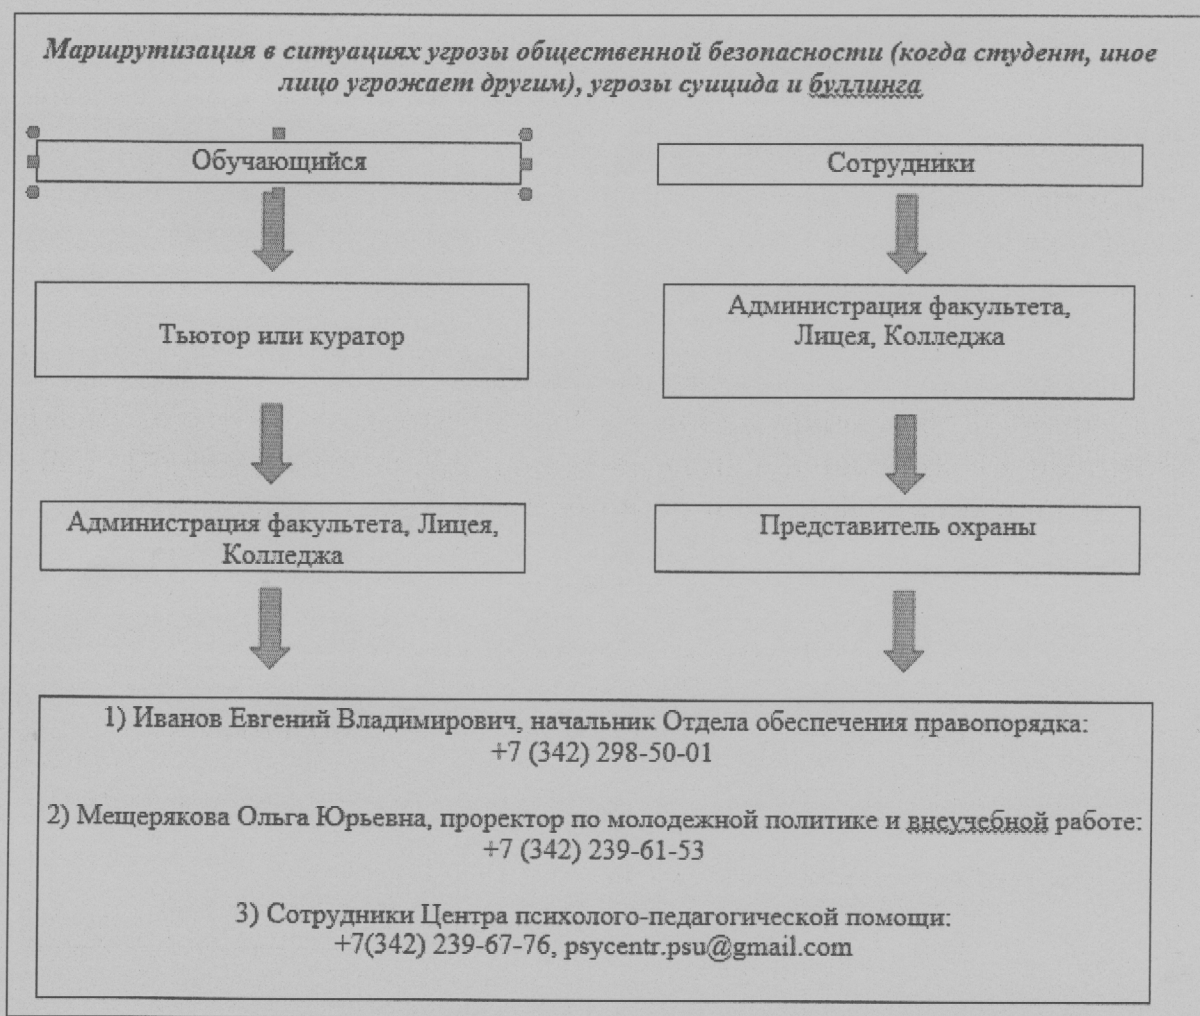 Маршрутизация в ситуациях угрозы общественной безопасности (когда студент, иное
лицо угрожает другим), угрозы суицида и буллинга
Обучающийся
Сотрудники
Тьютор или куратор
Администрация факультета,
Лицея, Колледжа
Администрация факультета, Лицея,
Колледжа
Представитель охраны
1) Иванов Евгений Владимирович, начальник Отдела обеспечения правопорядка:
+7 (342) 298-50-01
2) Мещерякова Ольга Юрьевна, проректор по молодежной политике и внеучебной работе:
+7 (342) 239-61-53
3) Сотрудники Центра психолого-педагогической помощи:
+7(342) 239-67-76, psycentr.psu@gmail.com